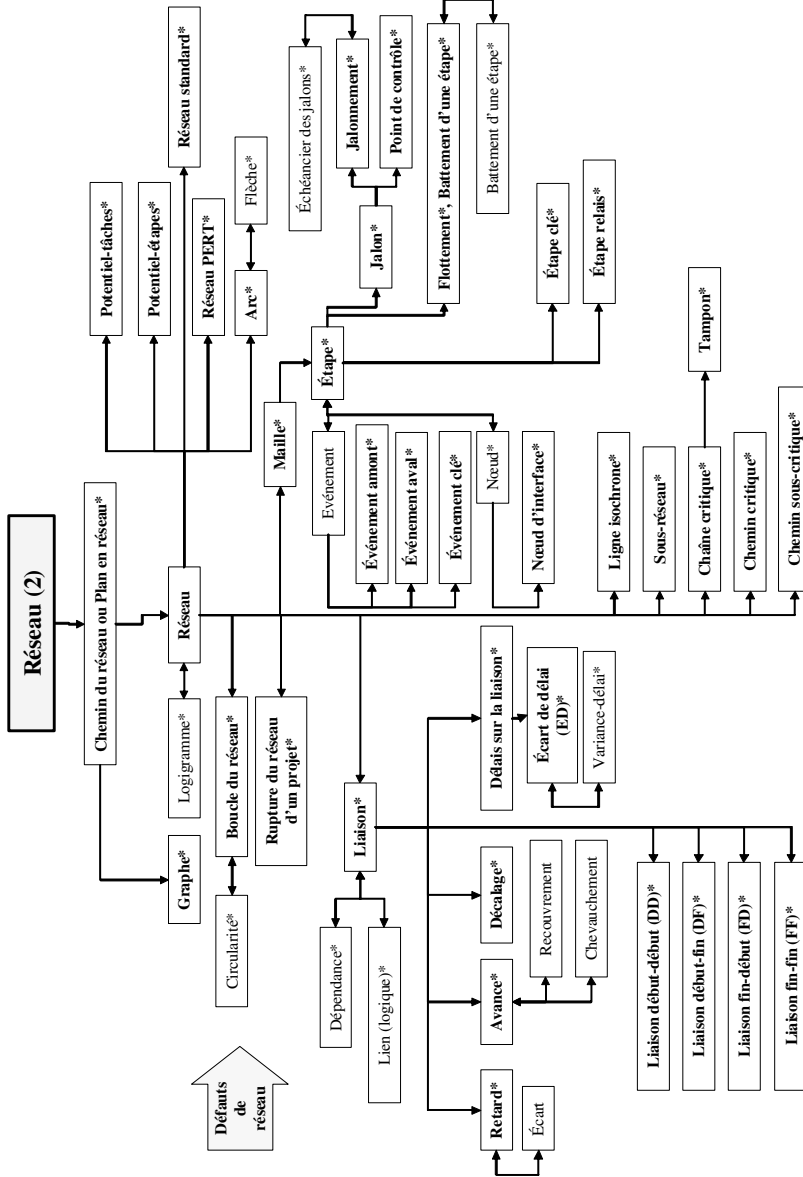 Réseau (2)
Chemin du réseau ou Plan en réseau*
Graphe*
Logigramme*
Réseau*
Potentiel-tâches*
Potentiel-étapes*
Réseau PERT*
Arc*
Flèche*
Réseau standard*
Défauts
de
réseau
Circularité*
Boucle du réseau*
Rupture du réseau
d'un projet*
Maille*
Étape*
Jalon*
Échéancier des jalons*
Jalonnement*
Point de contrôle*
Flottement*, Battement d'une étape*
Battement d'une étape*
Étape clé*
Étape relais*
Evénement
Événement amont*
Événement aval*
Événement clé*
Nœud*
Nœud d'interface*
Liaison*
Dépendance*
Lien (logique)*
Retard*
Écart
Avance*
Recouvrement
Chevauchement
Décalage*
Délais sur la liaison*
Écart de délai
(ED)*
Variance-délai*
Liaison début-début (DD)*
Liaison début-fin (DF)*
Liaison fin-début (FD)*
Liaison fin-fin (FF)*
Ligne isochrone*
Sous-réseau*
Chaîne critique*
Tampon*
Chemin critique*
Chemin sous-critique*